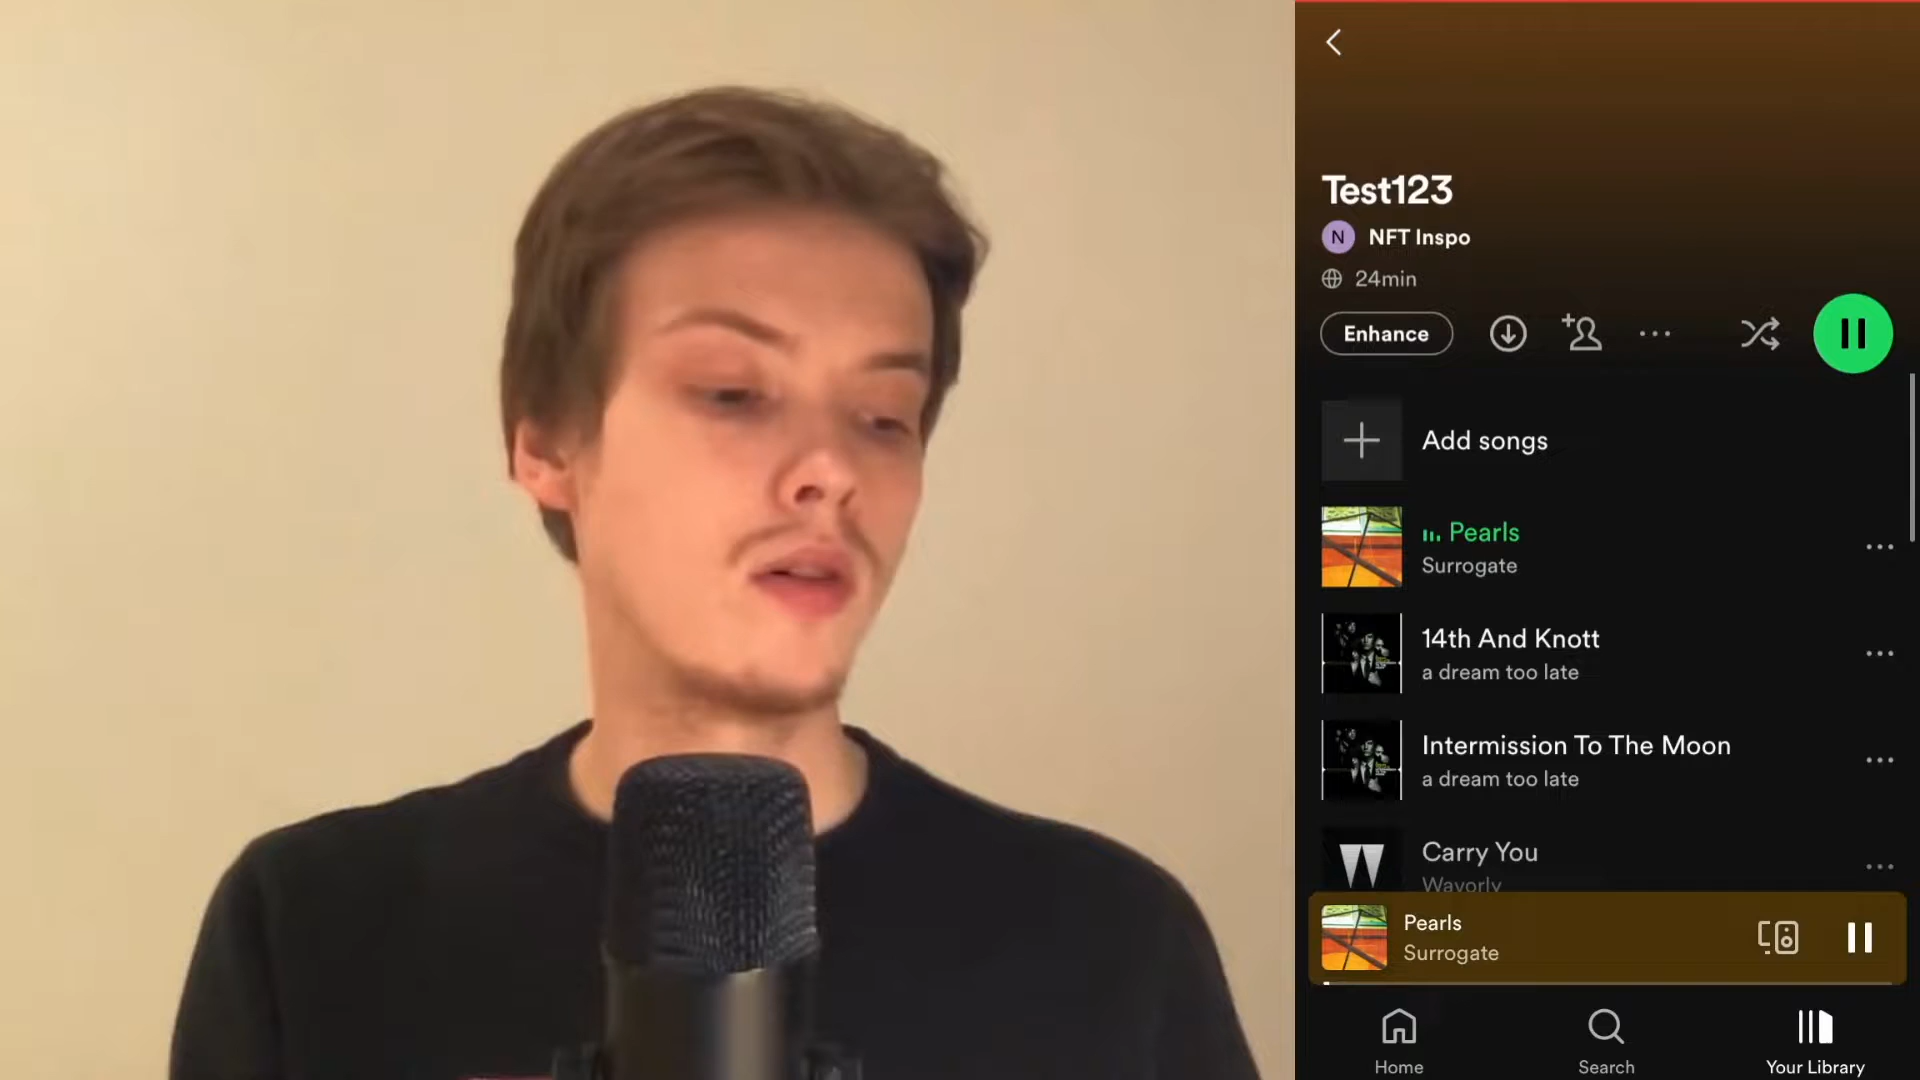 Test123
N NFT Inspo
24min
Enhance
Add songs
Pearls
Surrogate
14th And Knott
a dream too late
Intermission To The Moon
a dream too late
Carry You
Wavorly
Pearls
Surrogate
Home
Search
Your Library